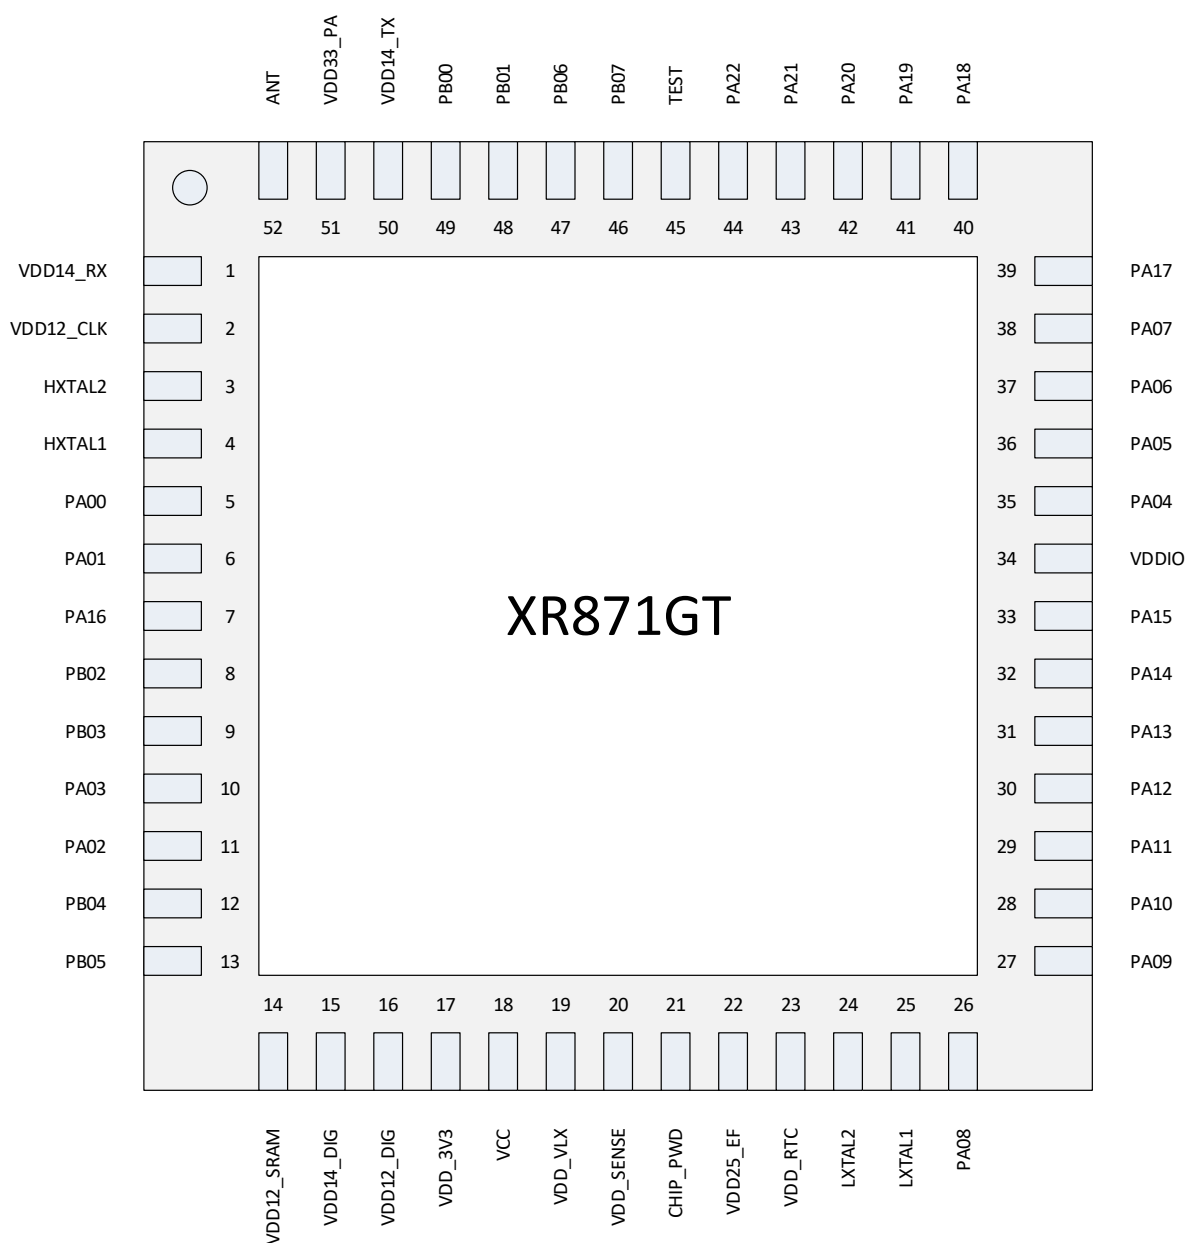 ANT VDD33_PA VDD14_TX PB00 PB01 PB06 PB07 TEST PA22 PA21 PA20 PA19 PA18
52 51 50 49 48 47 46 45 44 43 42 41 40
VDD14_RX 1 39 PA17
VDD12_CLK 2 38 PA07
HXTAL2 3 37 PA06
HXTAL1 4 36 PA05
PA00 5 35 PA04
PA01 6 34 VDDIO
PA16 7 XR871GT 33 PA15
PB02 8 32 PA14
PB03 9 31 PA13
PA03 10 30 PA12
PA02 11 29 PA11
PB04 12 28 PA10
PB05 13 27 PA09
14 15 16 17 18 19 20 21 22 23 24 25 26
VDD12_SRAM VDD14_DIG VDD12_DIG VDD_3V3 VCC VDD_VLX VDD_SENSE CHIP_PWD VDD25_EF VDD_RTC LXTAL2 LXTAL1 PA08